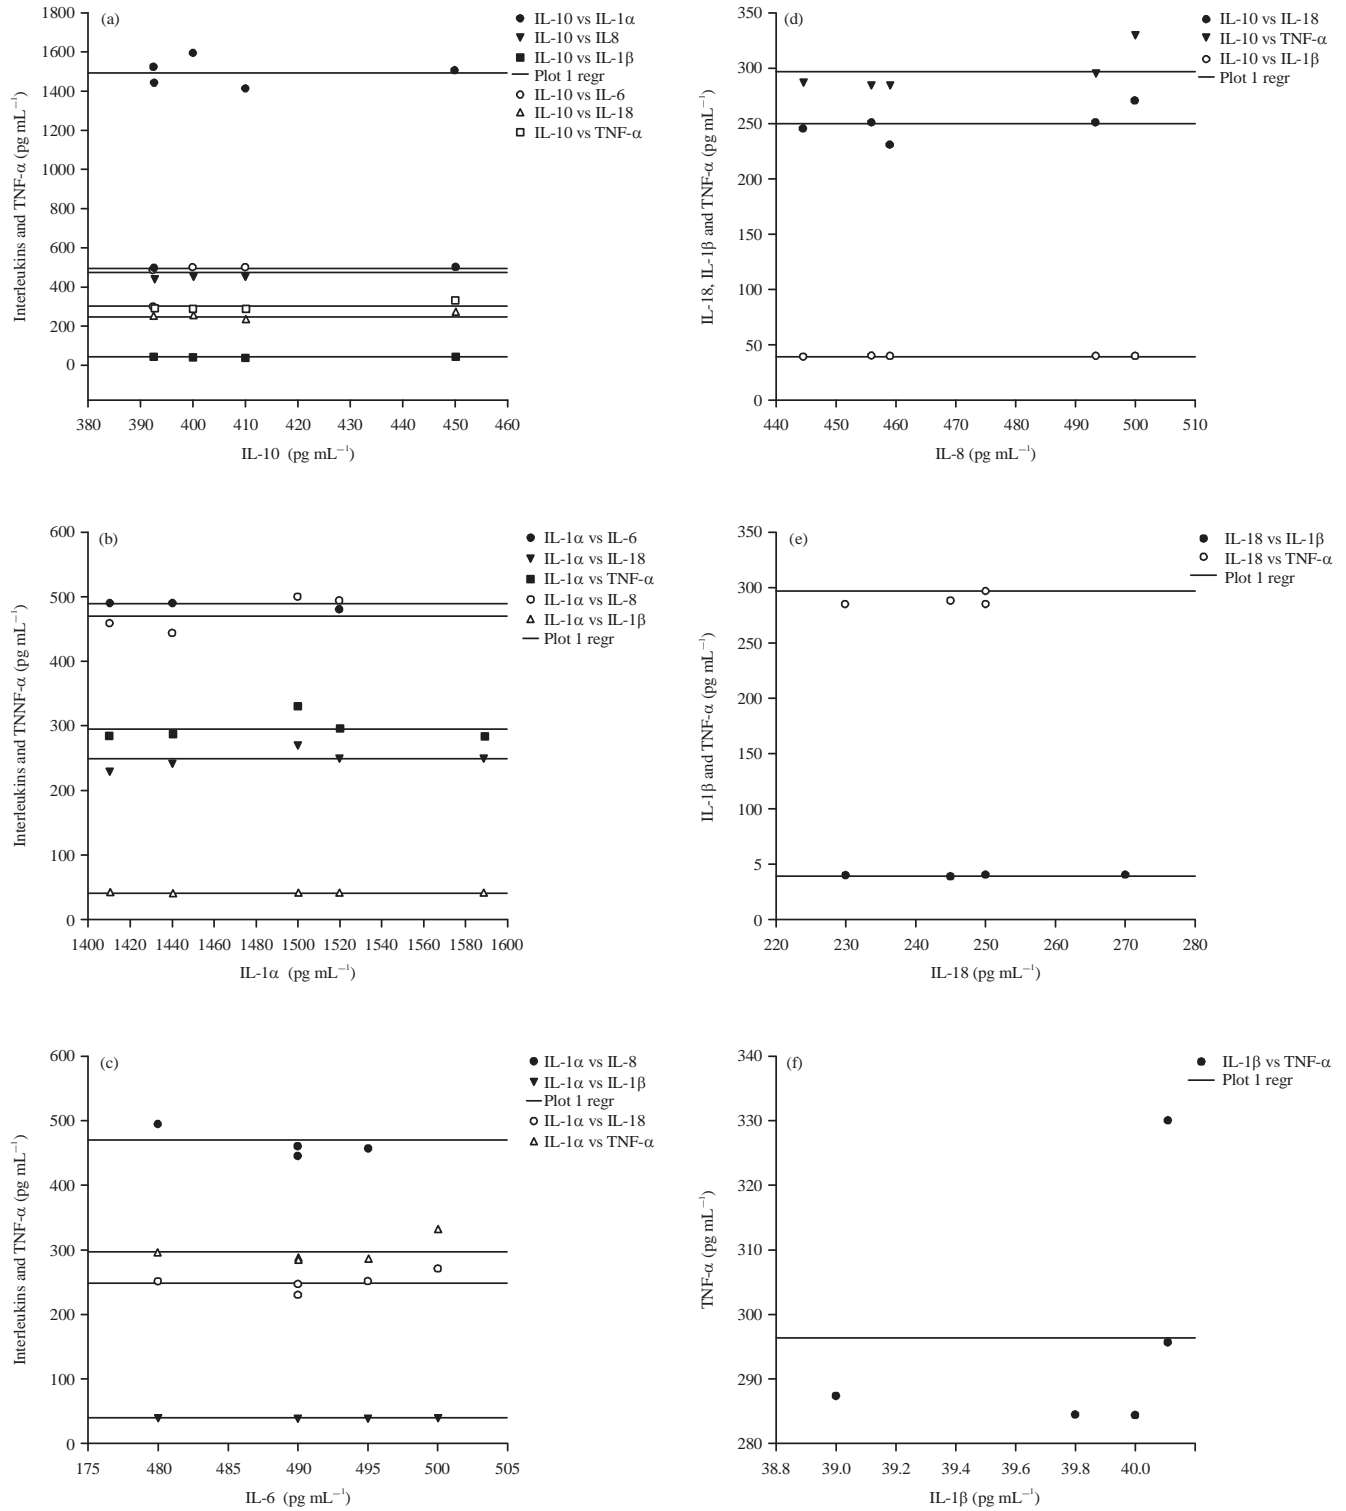 (a)
IL-10 vs IL-1α
IL-10 vs IL8
IL-10 vs IL-1β
Plot 1 regr
IL-10 vs IL-6
IL-10 vs IL-18
IL-10 vs TNF-α
Interleukins and TNF-α (pg mL⁻¹)
1800
1600
1400
1200
1000
1800
600
400
200
0
380 390 400 410 420 430 440 450 460
IL-10 (pg mL⁻¹)
(d)
IL-10 vs IL-18
IL-10 vs TNF-α
IL-10 vs IL-1β
Plot 1 regr
IL-18, IL-1β and TNF-α (pg mL⁻¹)
350
300
250
200
150
100
50
0
440 450 460 470 480 490 500 510
IL-8 (pg mL⁻¹)
(b)
IL-1α vs IL-6
IL-1α vs IL-18
IL-1α vs TNF-α
IL-1α vs IL-8
IL-1α vs IL-1β
Plot 1 regr
Interleukins and TNNF-α (pg mL⁻¹)
600
500
400
300
200
100
0
1400 1420 1440 1460 1480 1500 1520 1540 1560 1580 1600
IL-1α (pg mL⁻¹)
(e)
IL-18 vs IL-1β
IL-18 vs TNF-α
Plot 1 regr
IL-1β and TNF-α (pg mL⁻¹)
350
300
250
200
150
100
5
0
220 230 240 250 260 270 280
IL-18 (pg mL⁻¹)
(c)
IL-1α vs IL-8
IL-1α vs IL-1β
Plot 1 regr
IL-1α vs IL-18
IL-1α vs TNF-α
Interleukins and TNF-α (pg mL⁻¹)
600
500
400
300
200
100
0
175 480 485 490 495 500 505
IL-6 (pg mL⁻¹)
(f)
IL-1β vs TNF-α
Plot 1 regr
TNF-α (pg mL⁻¹)
340
330
320
310
290
280
38.8 39.0 39.2 39.4 39.6 39.8 40.0
IL-1β (pg mL⁻¹)